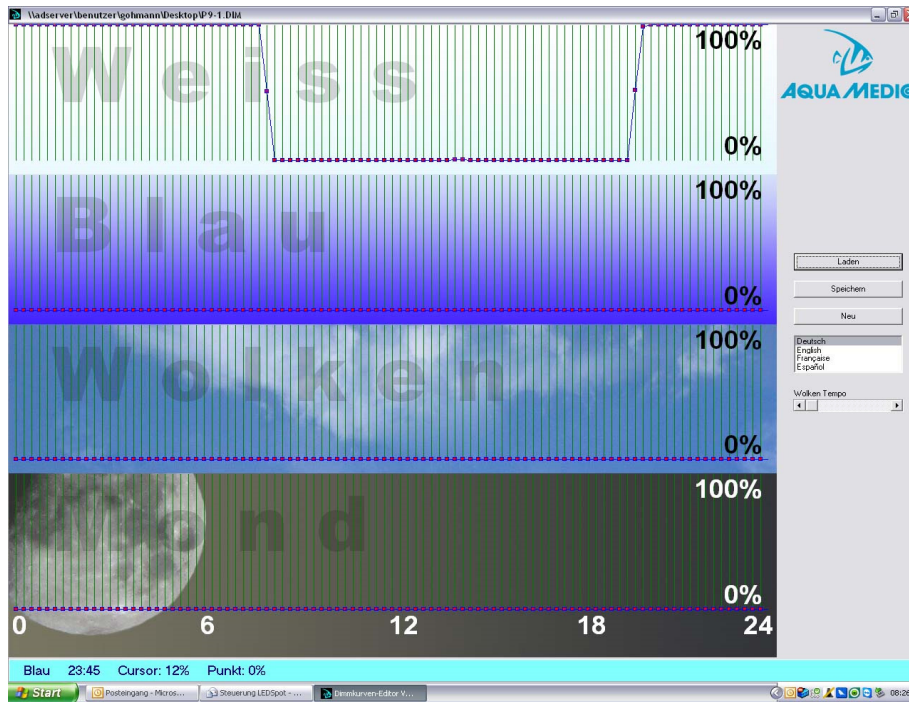 \\adserver\benutzer\gohmann\Desktop\P9-1.DIM
Weiss
100%
0%
AQUA MEDIC
Blau
100%
0%
Laden
Speichern
Neu
Deutsch
English
Française
Español
Wolken Tempo
Wolken
100%
0%
Mond
100%
0%
0 6 12 18 24
Blau 23:45 Cursor: 12% Punkt: 0%
Start Posteingang - Micros... Steuerung LEDSpot - ... Dimmkurven-Editor V... 08:26